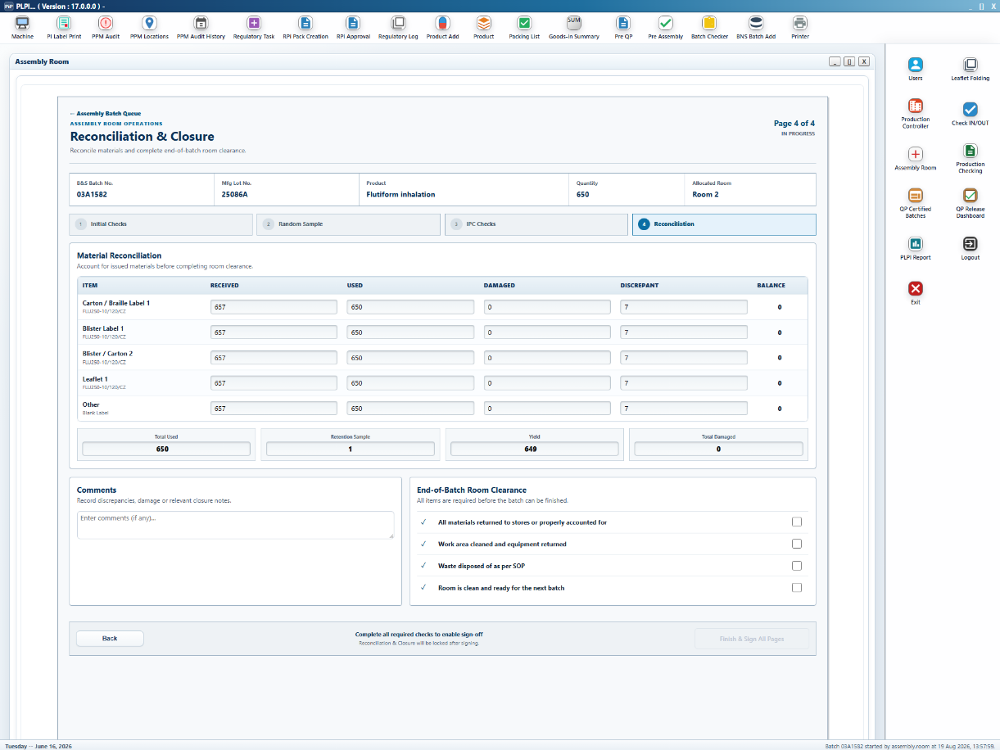 PLPI... ( Version : 17.0.0.0 ) -
Machine
PI Label Print
PPM Audit
PPM Locations
PPM Audit History
Regulatory Task
RPI Pack Creation
RPI Approval
Regulatory Log
Product Add
Product
Packing List
SUM
Goods-in Summary
Pre QP
Pre Assembly
Batch Checker
BNS Batch Add
Printer
Assembly Room
← Assembly Batch Queue
ASSEMBLY ROOM OPERATIONS
Reconciliation & Closure
Reconcile materials and complete end-of-batch room clearance.
Page 4 of 4
IN PROGRESS
B&S Batch No.
03A1582
Mfg Lot No.
25086A
Product
Flutiform inhalation
Quantity
650
Allocated Room
Room 2
1 Initial Checks
2 Random Sample
3 IPC Checks
4 Reconciliation
Material Reconciliation
Account for issued materials before completing room clearance.
ITEM RECEIVED USED DAMAGED DISCREPANT BALANCE
Carton / Braille Label 1
FLU250-10/120/CZ
657 650 0 7 0
Blister Label 1
FLU250-10/120/CZ
657 650 0 7 0
Blister / Carton 2
FLU250-10/120/CZ
657 650 0 7 0
Leaflet 1
FLU250-10/120/CZ
657 650 0 7 0
Other
Blank Label
657 650 0 7 0
Total Used
650
Retention Sample
1
Yield
649
Total Damaged
0
Comments
Record discrepancies, damage or relevant closure notes.
Enter comments (if any)...
End-of-Batch Room Clearance
All items are required before the batch can be finished.
✓ All materials returned to stores or properly accounted for
✓ Work area cleaned and equipment returned
✓ Waste disposed of as per SOP
✓ Room is clean and ready for the next batch
Back
Complete all required checks to enable sign-off
Reconciliation & Closure will be locked after signing.
Finish & Sign All Pages
Users
Leaflet Folding
Production
Controller
Check IN/OUT
Assembly Room
Production
Checking
QP Certified
Batches
QP Release
Dashboard
PLPI Report
Logout
Exit
Tuesday -- June 16, 2026
Batch 03A1582 started by assembly.room at 19 Aug 2026, 13:57:59.